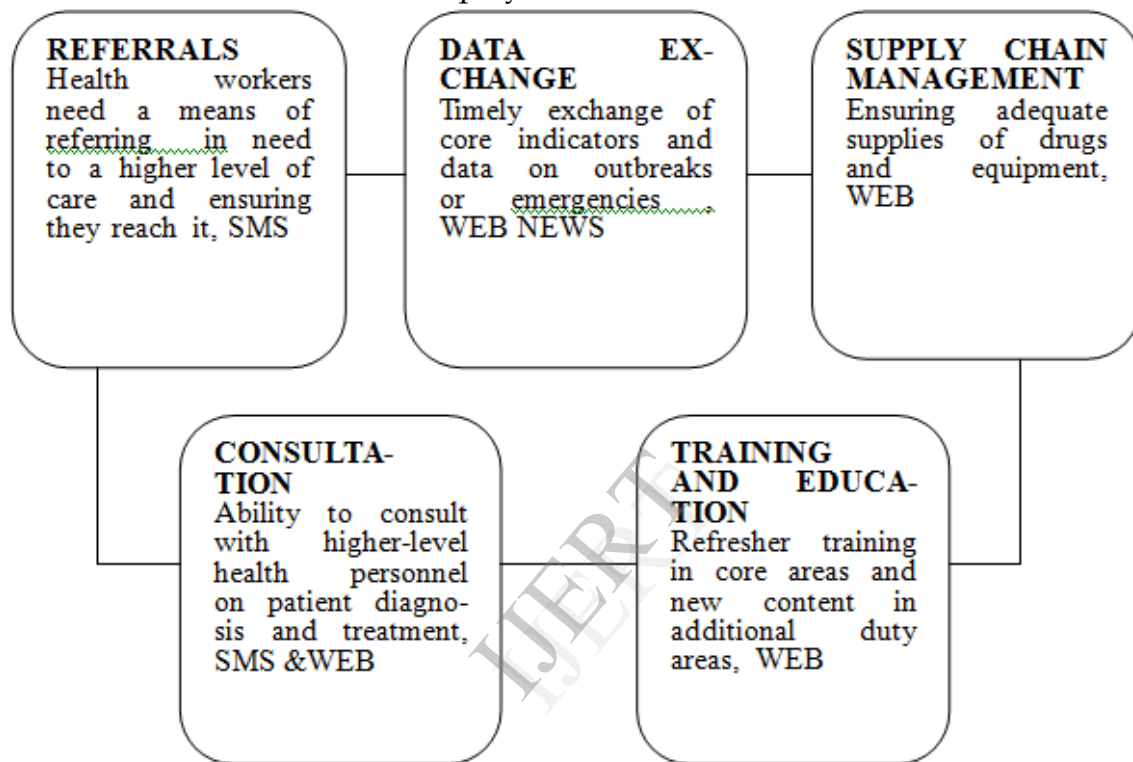 REFERRALS
Health workers
need a means of
referring in need
to a higher level of
care and ensuring
they reach it, SMS
DATA EX-
CHANGE
Timely exchange of
core indicators and
data on outbreaks
or emergencies ,
WEB NEWS
SUPPLY CHAIN
MANAGEMENT
Ensuring adequate
supplies of drugs
and equipment,
WEB
CONSULTA-
TION
Ability to consult
with higher-level
health personnel
on patient diagno-
sis and treatment,
SMS &WEB
TRAINING
AND EDUCA-
TION
Refresher training
in core areas and
new content in
additional duty
areas, WEB
IJERT